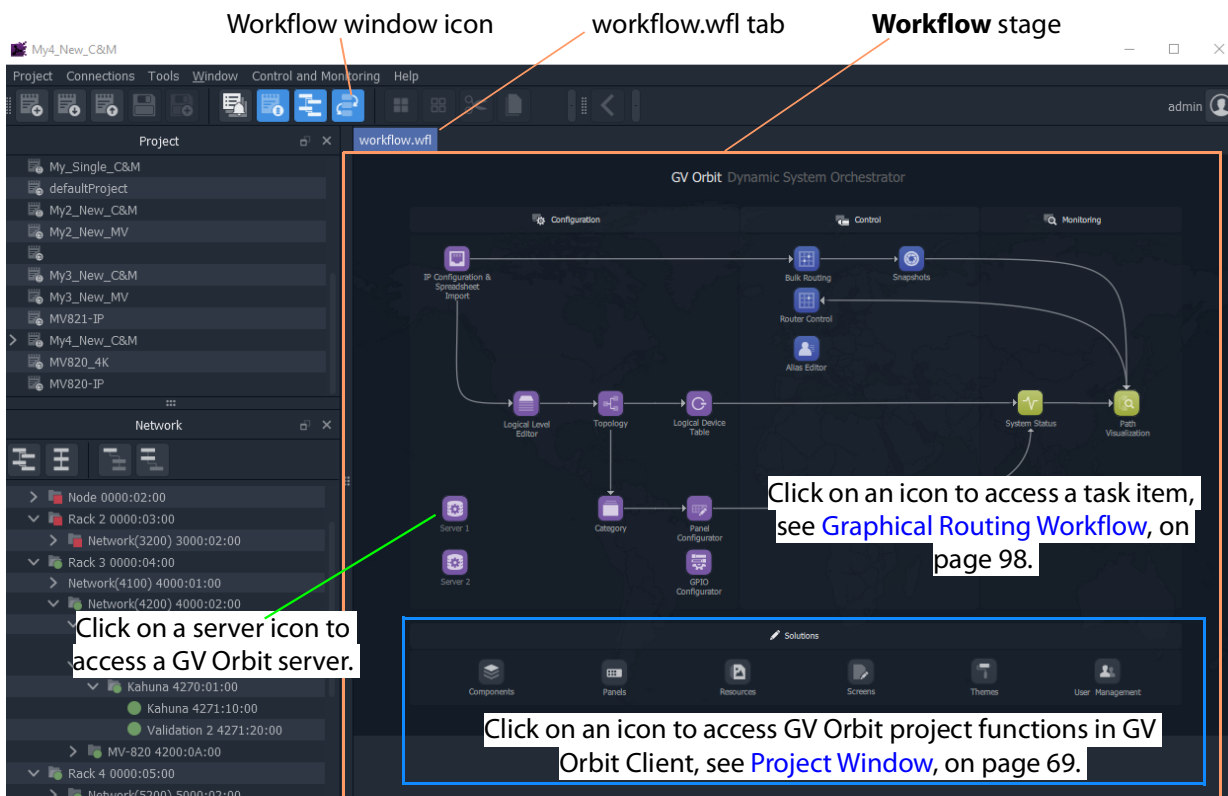 Workflow window icon
workflow.wfl tab
Workflow stage
My4_New_C&M
Project Connections Tools Window Control and Monitoring Help
admin
Project
workflow.wfl
My_Single_C&M
defaultProject
My2_New_C&M
My2_New_MV
My3_New_C&M
My3_New_MV
MV821-IP
My4_New_C&M
MV820_4K
MV820-IP
Network
Node 0000:02:00
Rack 2 0000:03:00
Network(3200) 3000:02:00
Rack 3 0000:04:00
Network(4100) 4000:01:00
Network(4200) 4000:02:00
Click on a server icon to
access a GV Orbit server.
Kahuna 4270:01:00
Kahuna 4271:10:00
Validation 2 4271:20:00
MV-820 4200:0A:00
Rack 4 0000:05:00
Network(5200) 5000:02:00
GV Orbit Dynamic System Orchestrator
Configuration
Control
Monitoring
IP Configuration &
Spreadsheet
Import
Bulk Routing
Snapshots
Router Control
Alias Editor
Logical Level
Editor
Topology
Logical Device
Table
System Status
Path
Visualization
Server 1
Category
Panel
Configurator
Server 2
GPIO
Configurator
Click on an icon to access a task item,
see Graphical Routing Workflow, on
page 98.
Solutions
Components
Panels
Resources
Screens
Themes
User Management
Click on an icon to access GV Orbit project functions in GV
Orbit Client, see Project Window, on page 69.